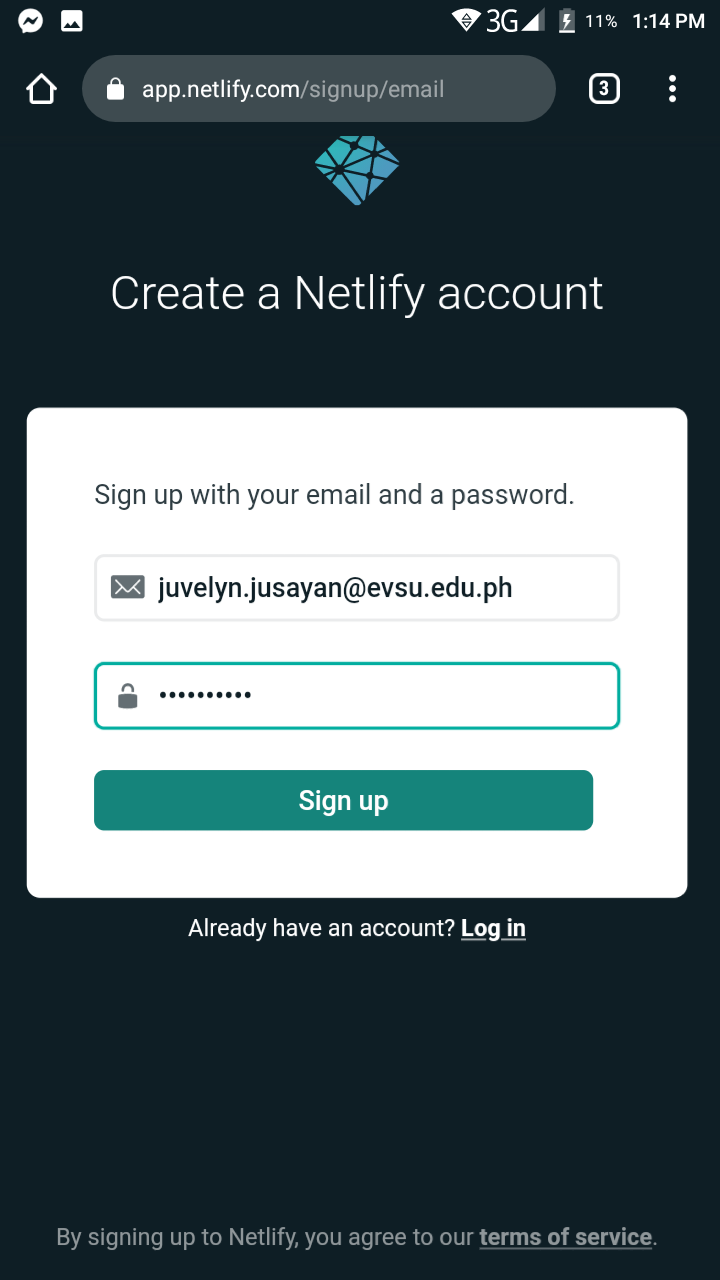 3G 11% 1:14 PM
app.netlify.com/signup/email 3
Create a Netlify account
Sign up with your email and a password.
juvelyn.jusayan@evsu.edu.ph
••••••••••
Sign up
Already have an account? Log in
By signing up to Netlify, you agree to our terms of service.